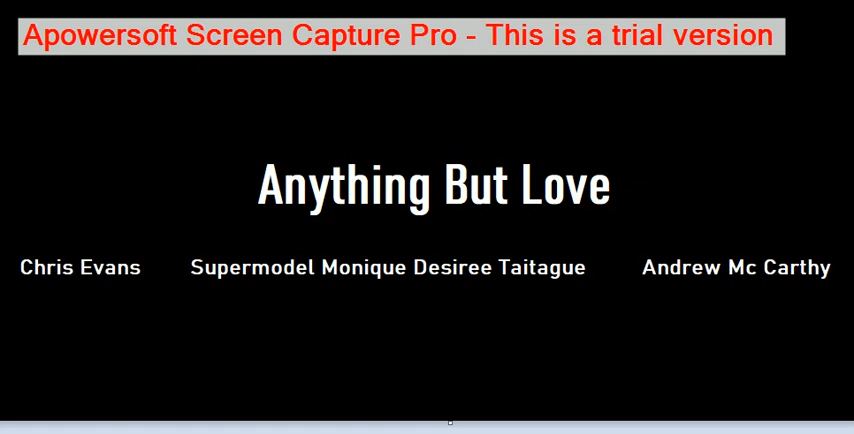 Apowersoft Screen Capture Pro - This is a trial version
Anything But Love
Chris Evans Supermodel Monique Desiree Taitague Andrew Mc Carthy